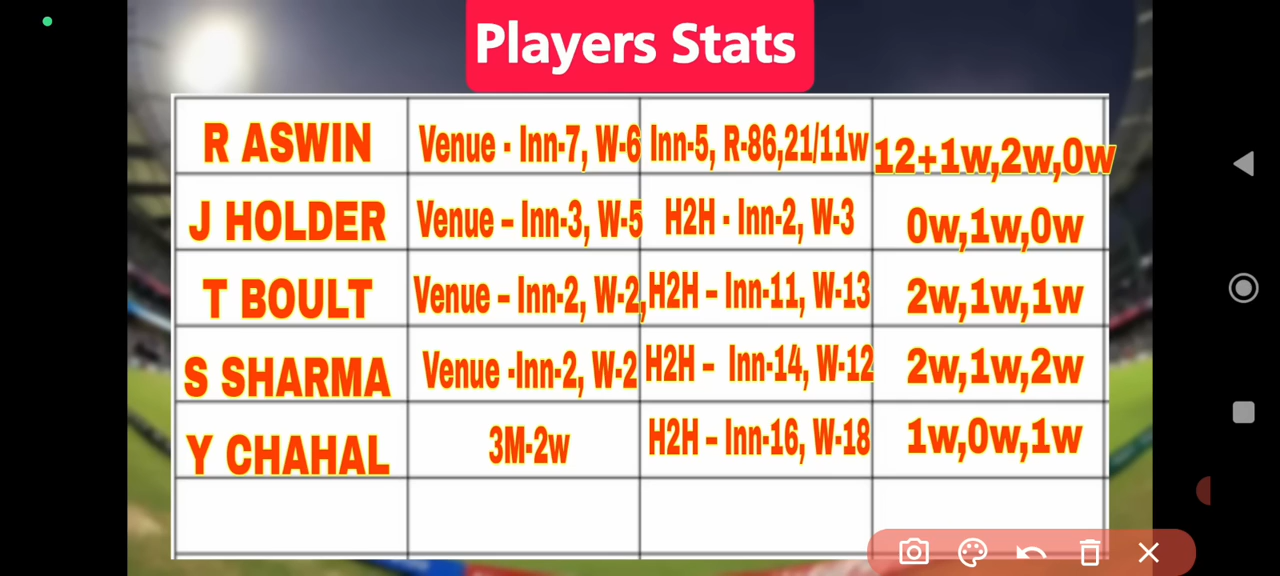 Players Stats
R ASWIN Venue - Inn-7, W-6 Inn-5, R-86,21/11w 12+1w,2w,0w
J HOLDER Venue – Inn-3, W-5 H2H - Inn-2, W-3 0w,1w,0w
T BOULT Venue – Inn-2, W-2, H2H – Inn-11, W-13 2w,1w,1w
S SHARMA Venue -Inn-2, W-2 H2H – Inn-14, W-12 2w,1w,2w
Y CHAHAL 3M-2w H2H – Inn-16, W-18 1w,0w,1w